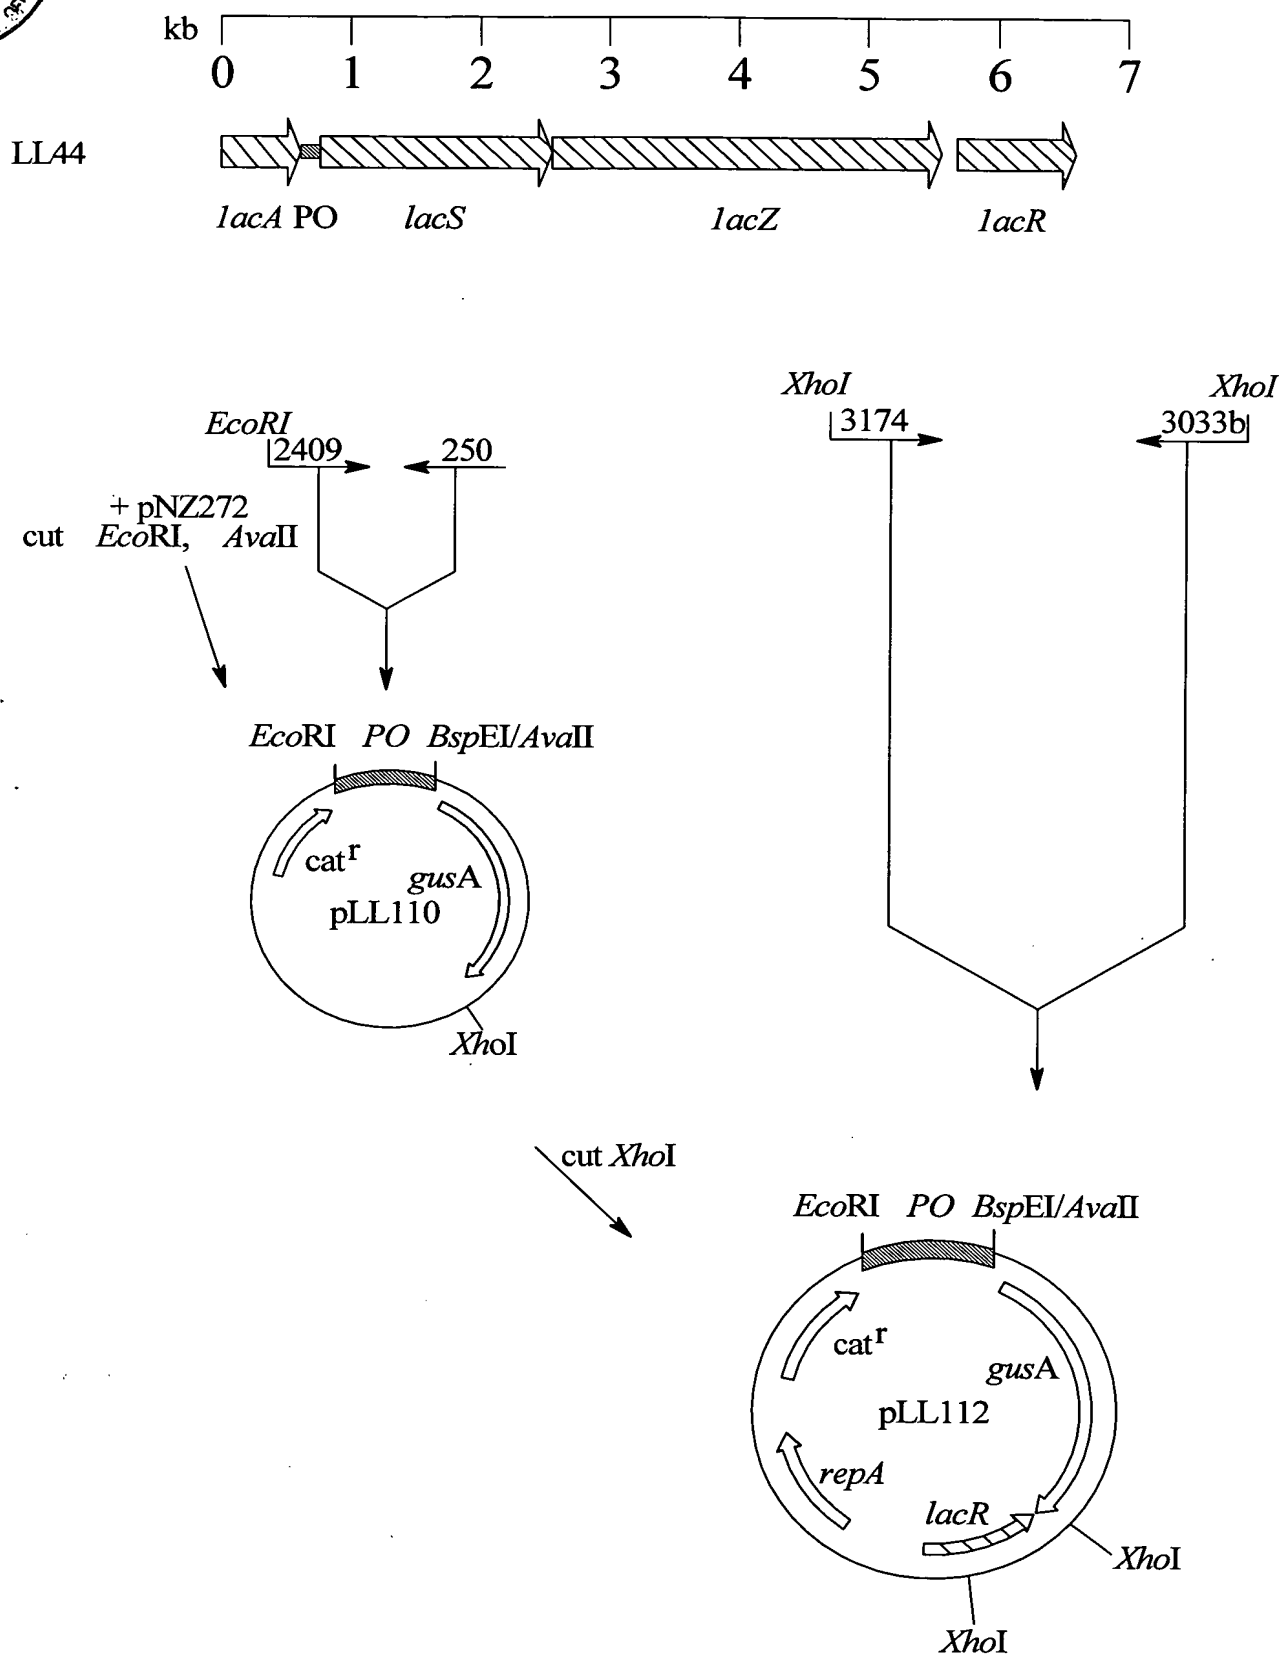 kb
0 1 2 3 4 5 6 7
LL44
lacA PO lacS lacZ lacR
XhoI XhoI
3174 3033b
EcoRI
2409 250
+ pNZ272
cut EcoRI, AvaII
EcoRI PO BspEI/AvaII
catr
gusA
pLL110
XhoI
cut XhoI
EcoRI PO BspEI/AvaII
catr
gusA
pLL112
repA
lacR
XhoI
XhoI